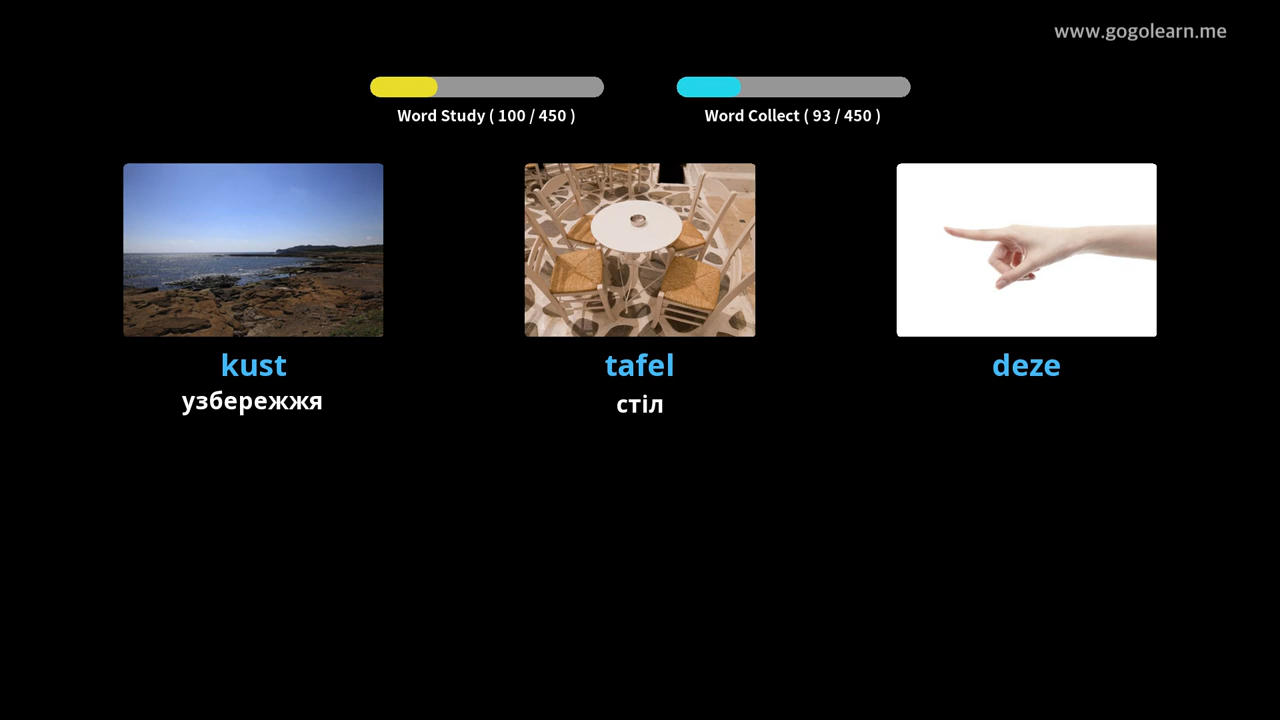 www.gogolearn.me
Word Study ( 100 / 450 )
Word Collect ( 93 / 450 )
kust
узбережжя
tafel
стіл
deze